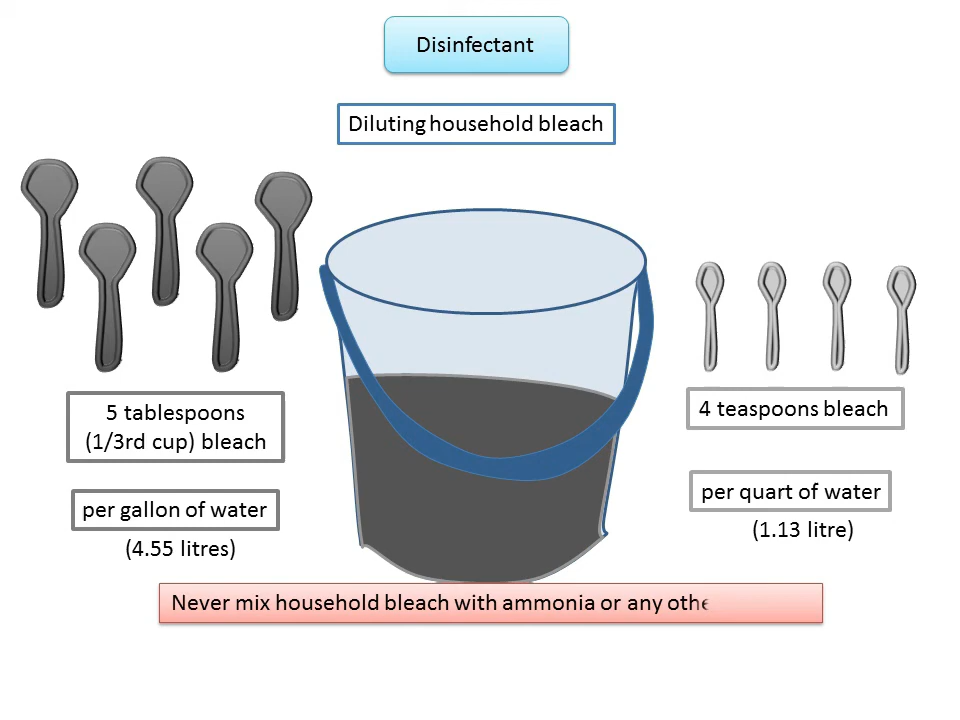 Disinfectant
Diluting household bleach
5 tablespoons
(1/3rd cup) bleach
per gallon of water
(4.55 litres)
4 teaspoons bleach
per quart of water
(1.13 litre)
Never mix household bleach with ammonia or any